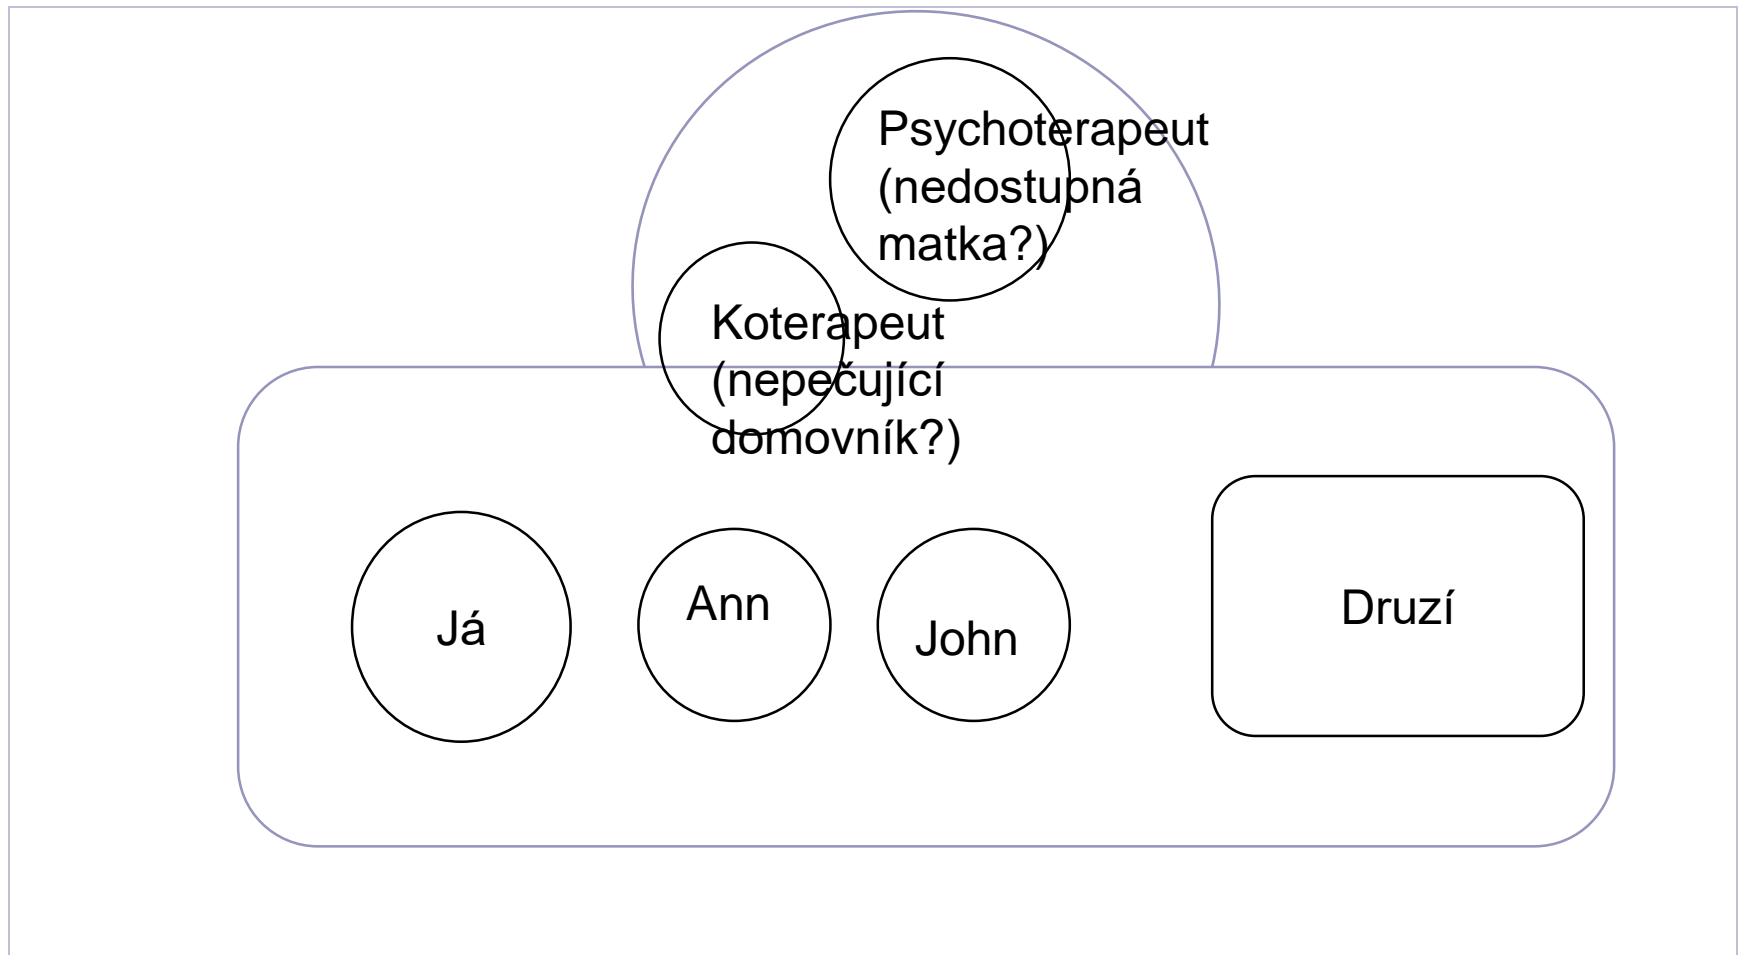 Psychoterapeut
(nedostupná
matka?)
Koterapeut
(nepečující
domovník?)
Já
Ann
John
Druzí